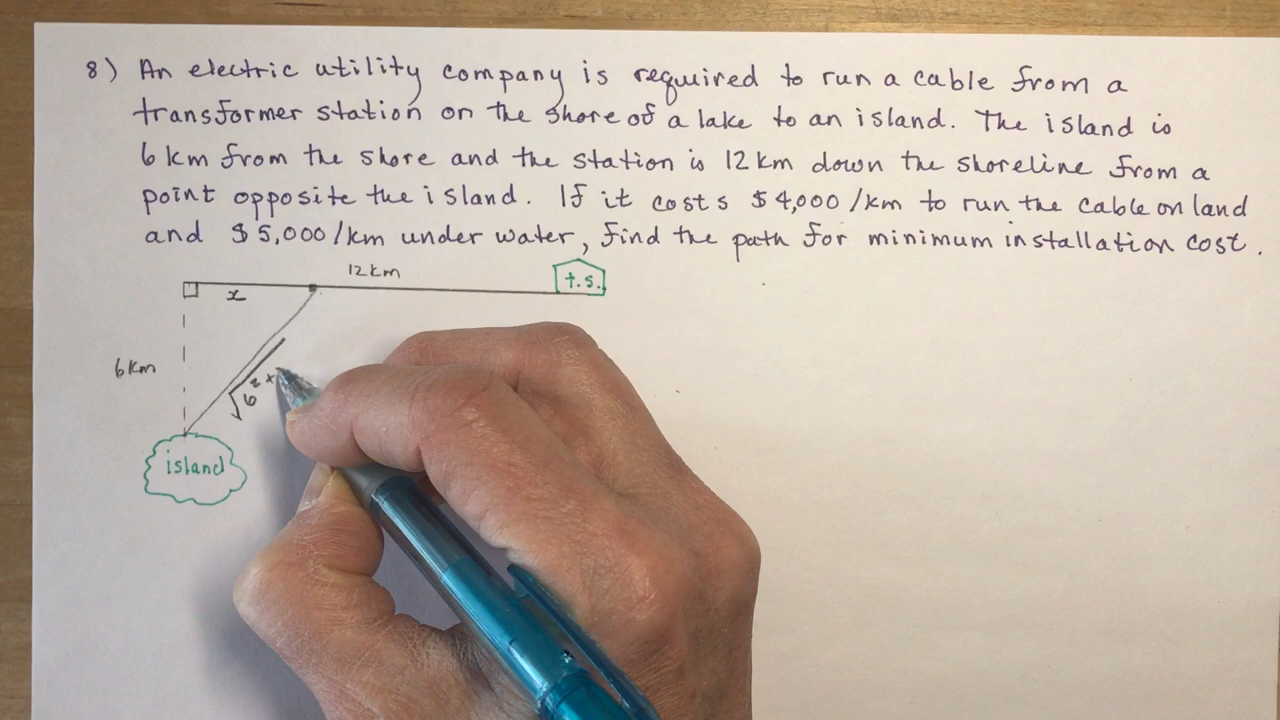 8) An electric utility company is required to run a cable from a
transformer station on the shore of a lake to an island. The island is
6 km from the shore and the station is 12 km down the shoreline from a
point opposite the island. If it costs $4,000/km to run the cable on land
and $5,000/km under water, find the path for minimum installation cost.
12 km
t.s.
x
6 km
√6² +
island